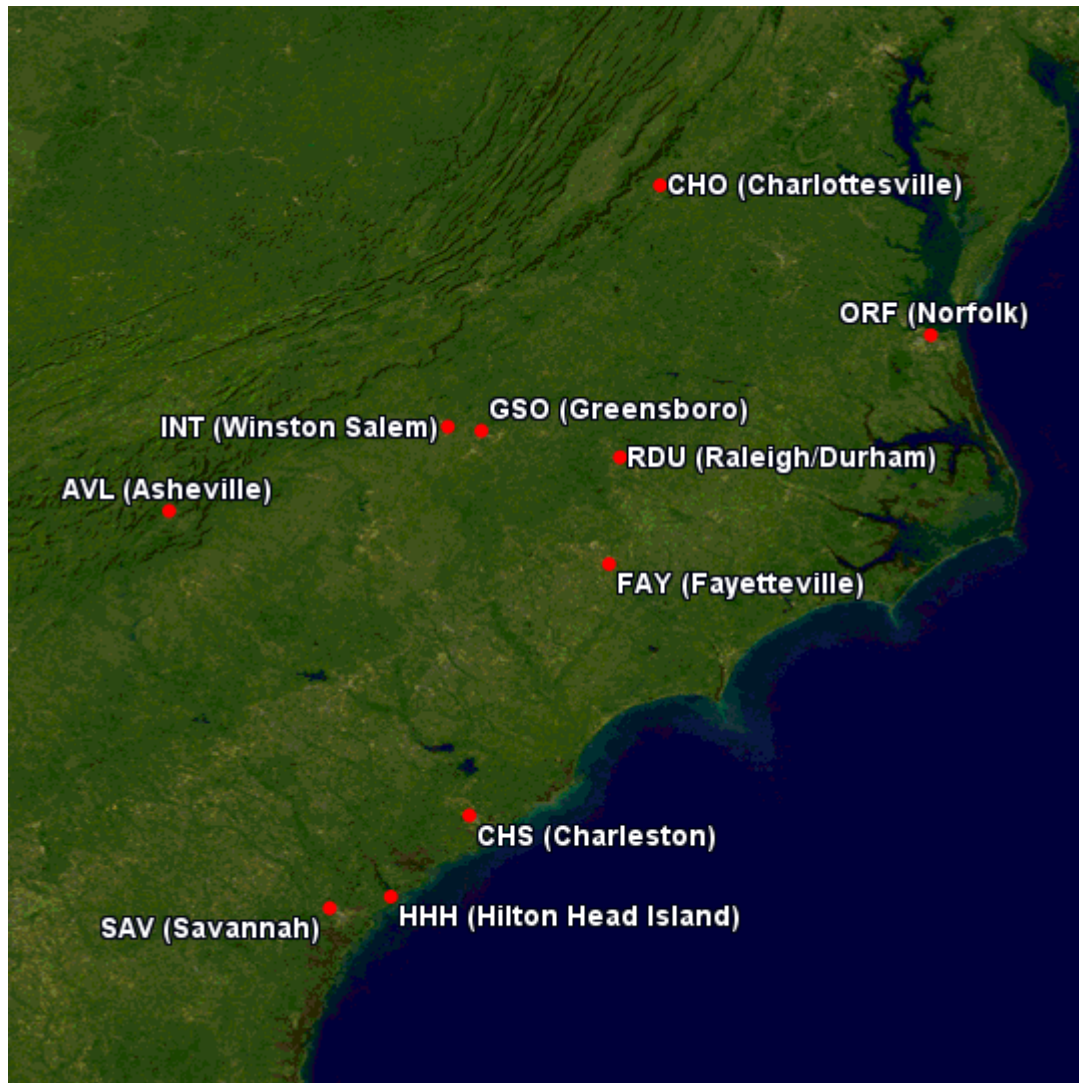 CHO (Charlottesville)
ORF (Norfolk)
GSO (Greensboro)
INT (Winston Salem)
RDU (Raleigh/Durham)
AVL (Asheville)
FAY (Fayetteville)
CHS (Charleston)
HHH (Hilton Head Island)
SAV (Savannah)